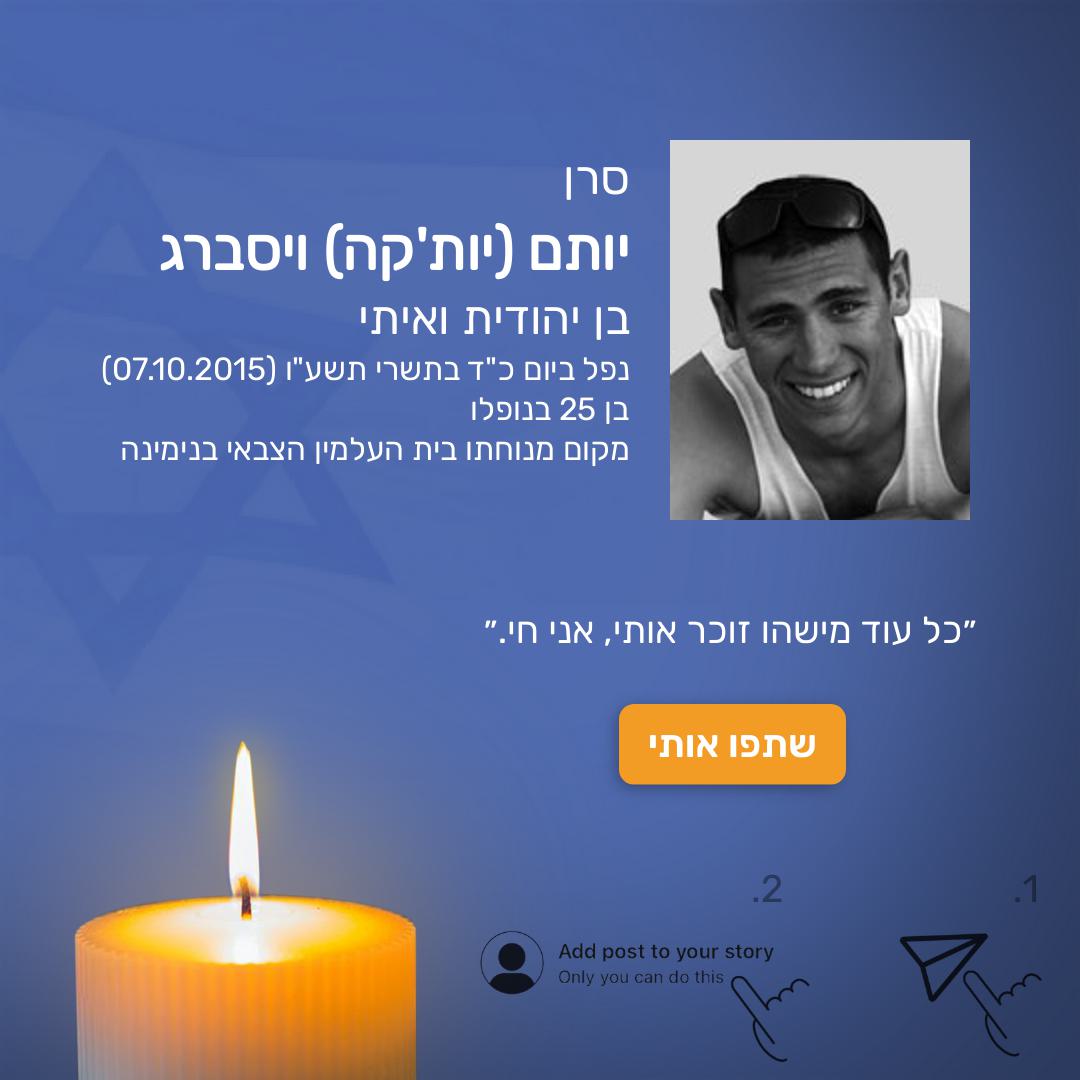 סרן
יותם (יות'קה) ויסברג
בן יהודית ואיתי
נפל ביום כ"ד בתשרי תשע"ו (07.10.2015)
בן 25 בנופלו
מקום מנוחתו בית העלמין הצבאי בנימינה
״כל עוד מישהו זוכר אותי, אני חי.״
שתפו אותי
1.
2.
Add post to your story
Only you can do this